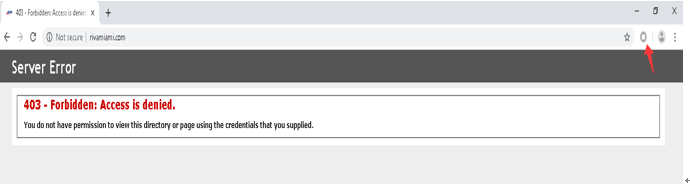 403 - Forbidden: Access is denied.
Not secure | rivamiami.com
Server Error
403 - Forbidden: Access is denied.
You do not have permission to view this directory or page using the credentials that you supplied.